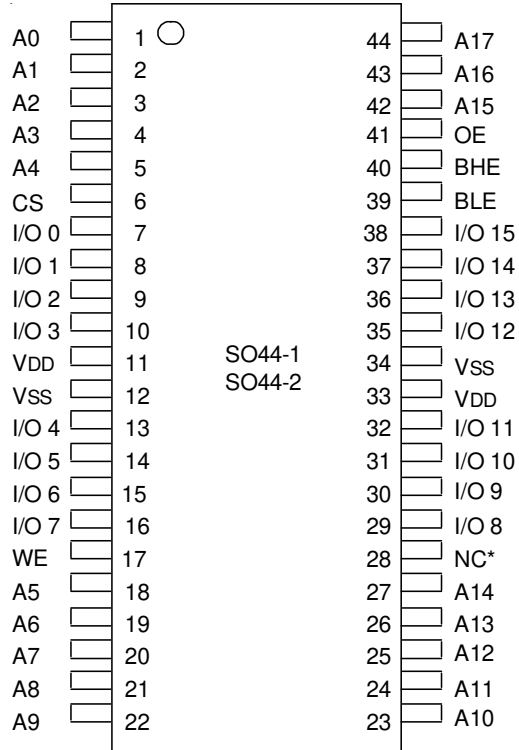 A0 1 44 A17
A1 2 43 A16
A2 3 42 A15
A3 4 41 OE
A4 5 40 BHE
CS 6 39 BLE
I/O 0 7 38 I/O 15
I/O 1 8 37 I/O 14
I/O 2 9 36 I/O 13
I/O 3 10 35 I/O 12
VDD 11 SO44-1 34 VSS
VSS 12 SO44-2 33 VDD
I/O 4 13 32 I/O 11
I/O 5 14 31 I/O 10
I/O 6 15 30 I/O 9
I/O 7 16 29 I/O 8
WE 17 28 NC*
A5 18 27 A14
A6 19 26 A13
A7 20 25 A12
A8 21 24 A11
A9 22 23 A10